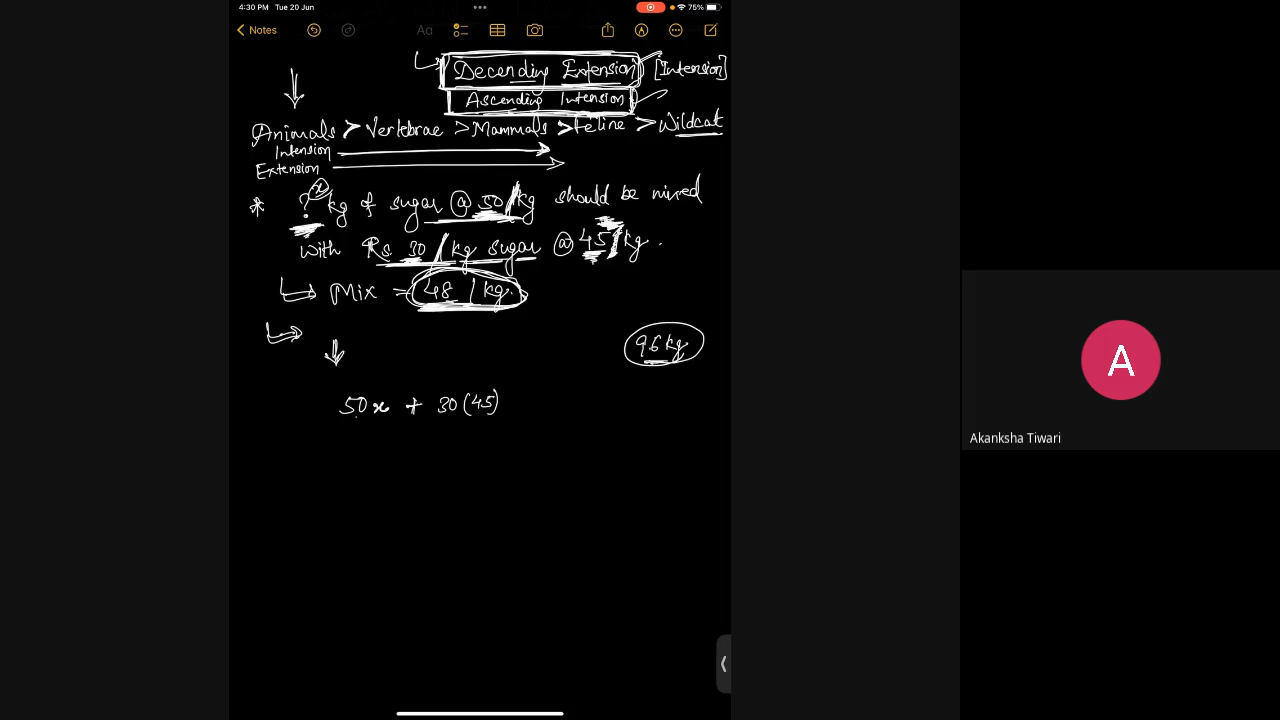 4:30 PM Tue 20 Jun
75%
Notes
Aa
Decending Extension [Intension]
Ascending Intension
Animals > Vertebrae > Mammals > Feline > Wildcat
Intension
Extension
x
* ? kg of sugar @ 50/kg should be mixed
with Rs 30/kg sugar @ 45/kg.
Mix = 48/kg.
96kg
50x + 30(45)
A
Akanksha Tiwari